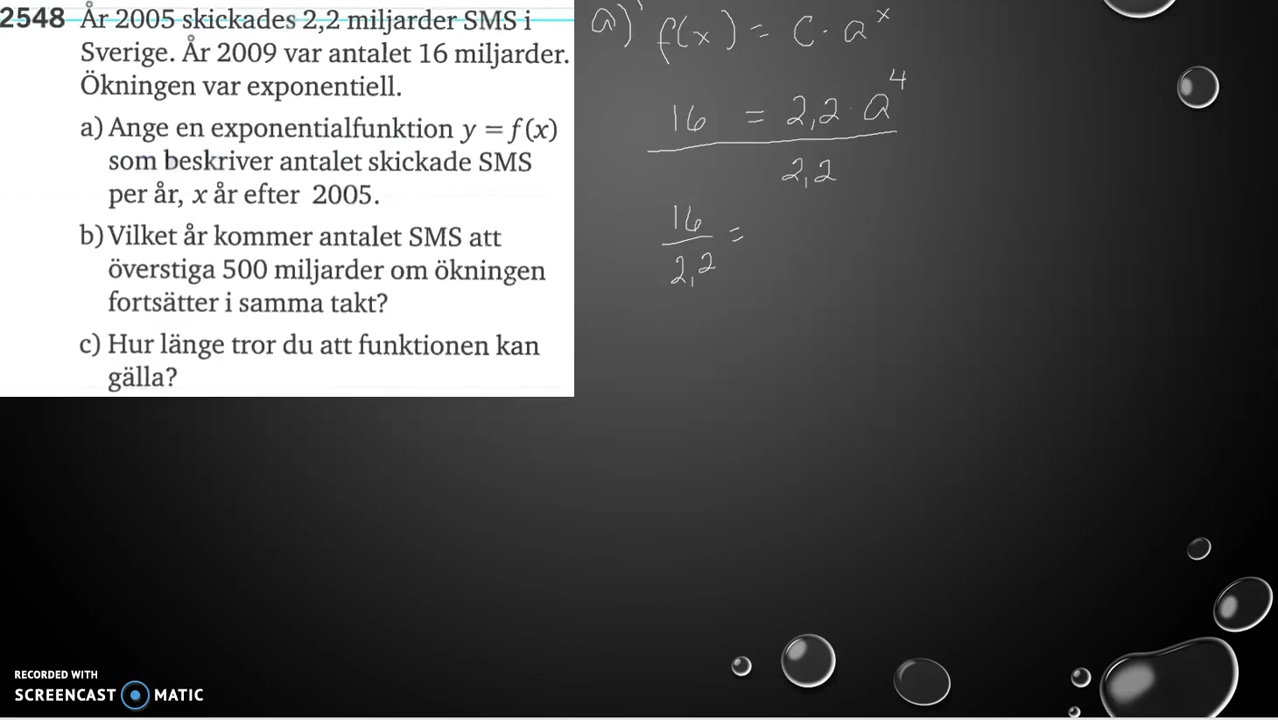 2548 År 2005 skickades 2,2 miljarder SMS i
Sverige. År 2009 var antalet 16 miljarder.
Ökningen var exponentiell.
a) Ange en exponentialfunktion y = f(x)
som beskriver antalet skickade SMS
per år, x år efter 2005.
b) Vilket år kommer antalet SMS att
överstiga 500 miljarder om ökningen
fortsätter i samma takt?
c) Hur länge tror du att funktionen kan
gälla?
a) f(x) = C · a^x
16 = 2,2 · a^4
2,2
16
2,2 =
RECORDED WITH
SCREENCAST MATIC